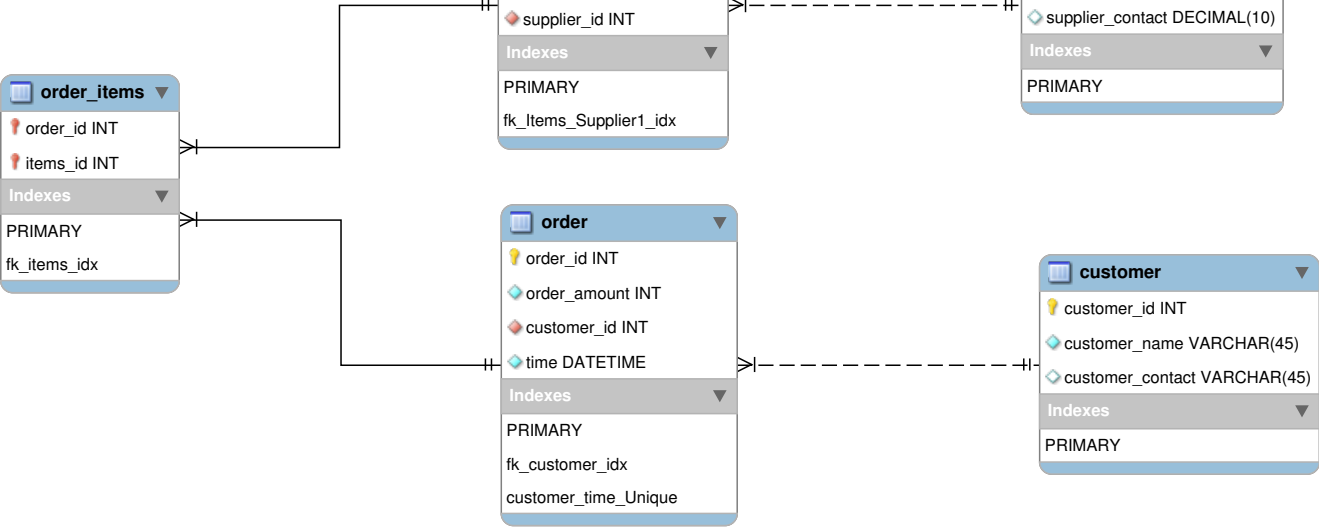 supplier_id INT
Indexes
PRIMARY
fk_Items_Supplier1_idx
supplier_contact DECIMAL(10)
Indexes
PRIMARY
order_items
order_id INT
items_id INT
Indexes
PRIMARY
fk_items_idx
order
order_id INT
order_amount INT
customer_id INT
time DATETIME
Indexes
PRIMARY
fk_customer_idx
customer_time_Unique
customer
customer_id INT
customer_name VARCHAR(45)
customer_contact VARCHAR(45)
Indexes
PRIMARY